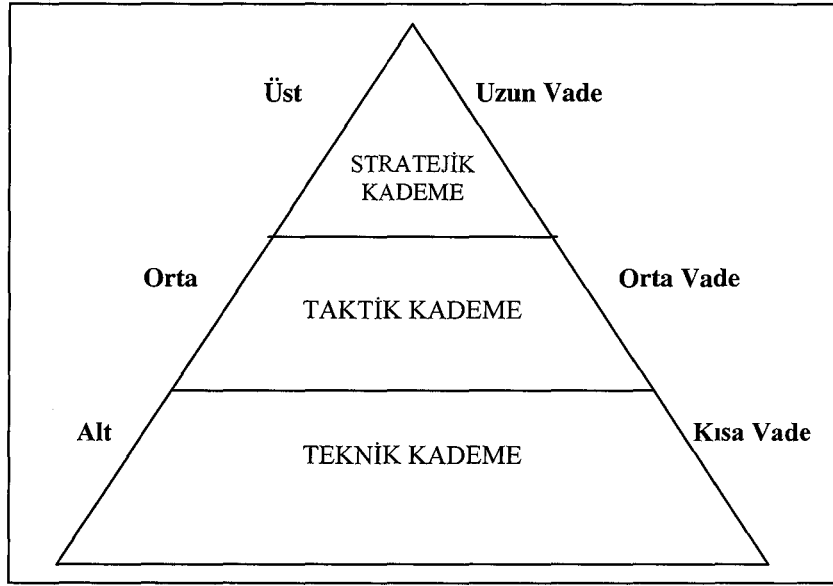 Üst
Uzun Vade
STRATEJİK
KADEME
Orta
Orta Vade
TAKTİK KADEME
Alt
Kısa Vade
TEKNİK KADEME